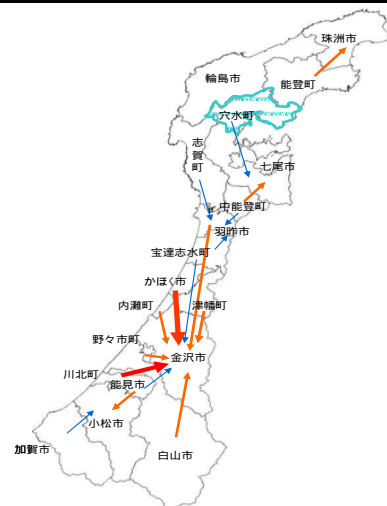 珠洲市
輪島市
能登町
穴水町
志賀町
七尾市
中能登町
羽咋市
宝達志水町
かほく市
内灘町
津幡町
野々市町
金沢市
川北町
能見市
小松市
加賀市
白山市